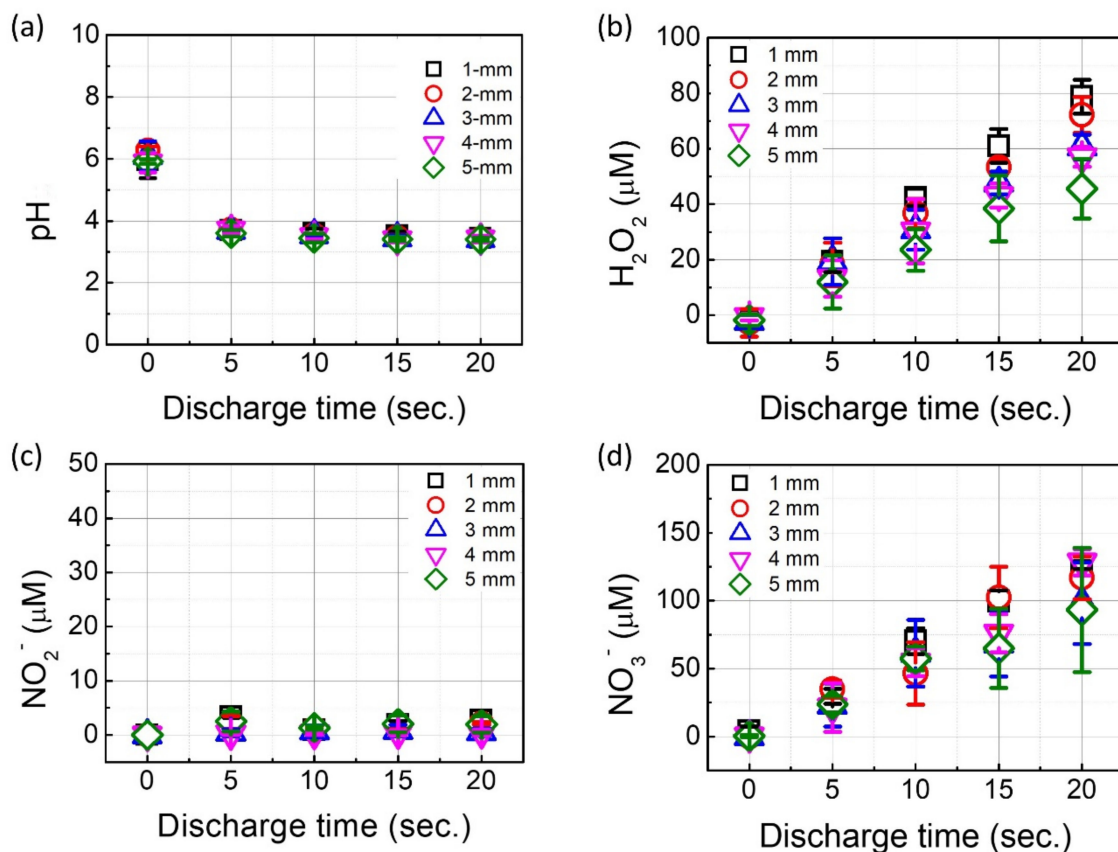 (a)
10
8
6
4
2
0
pH
1-mm
2-mm
3-mm
4-mm
5-mm
0 5 10 15 20
Discharge time (sec.)
(b)
100
80
60
40
20
0
H₂O₂ (μM)
1 mm
2 mm
3 mm
4 mm
5 mm
0 5 10 15 20
Discharge time (sec.)
(c)
50
40
30
20
10
0
NO₂⁻ (μM)
1 mm
2 mm
3 mm
4 mm
5 mm
0 5 10 15 20
Discharge time (sec.)
(d)
200
150
100
50
0
NO₃⁻ (μM)
1 mm
2 mm
3 mm
4 mm
5 mm
0 5 10 15 20
Discharge time (sec.)